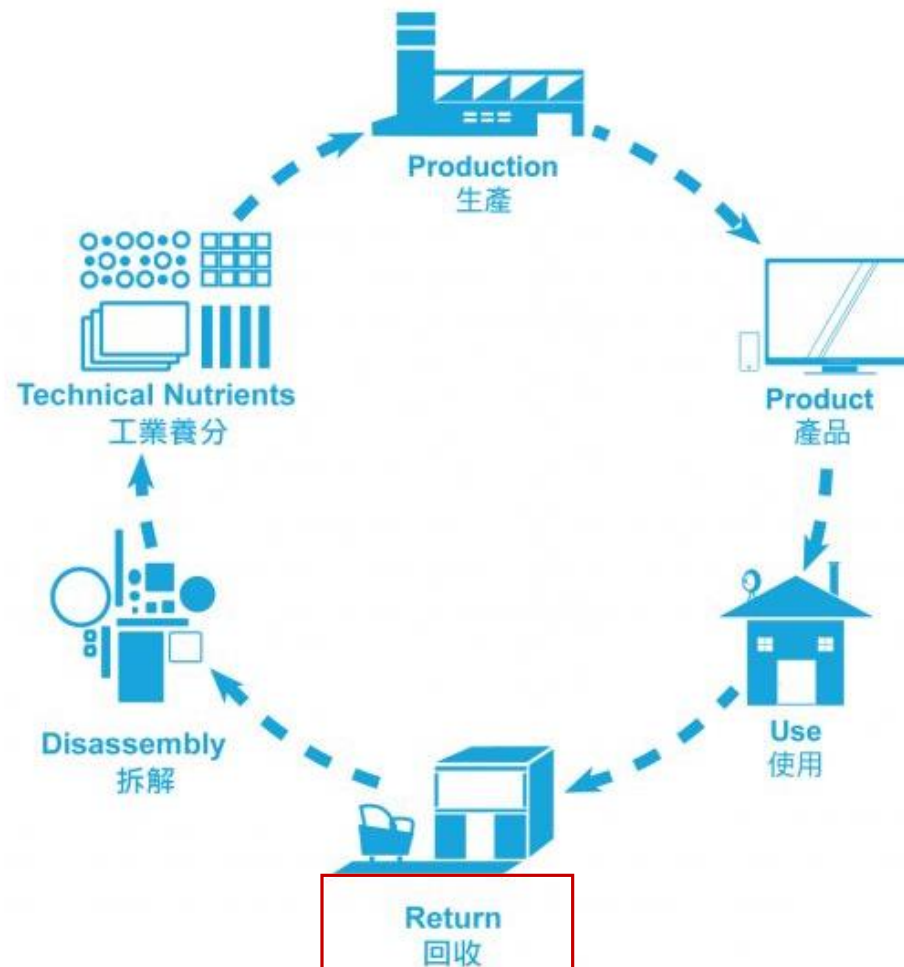 Production
生產
Product
產品
Use
使用
Return
回收
Disassembly
拆解
Technical Nutrients
工業養分